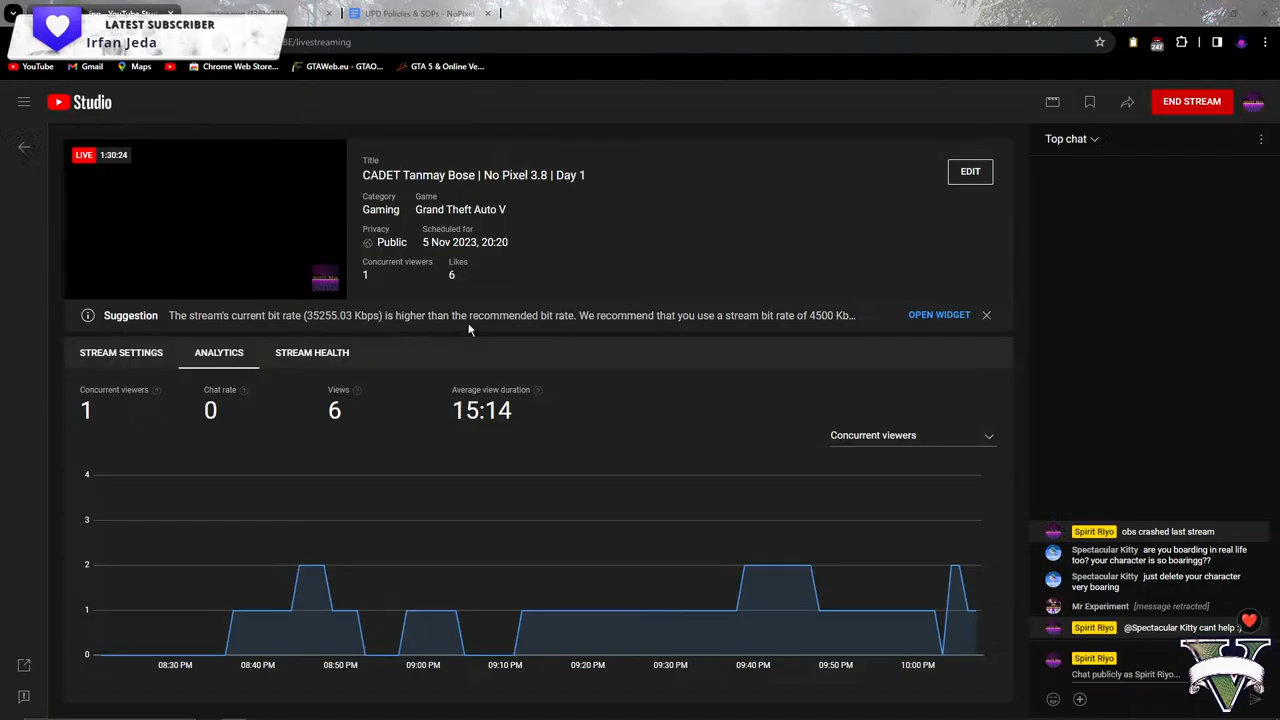 LATEST SUBSCRIBER
Irfan Jeda
UPD Policies & SOPs - NoPixel
/livestreaming
247
YouTube
Gmail
Maps
Chrome Web Store...
GTAWeb.eu - GTAO...
GTA 5 & Online Ve...
Studio
END STREAM
LIVE 1:30:24
Title
CADET Tanmay Bose | No Pixel 3.8 | Day 1
EDIT
Category Game
Gaming Grand Theft Auto V
Privacy Scheduled for
Public 5 Nov 2023, 20:20
Concurrent viewers Likes
1 6
Suggestion The stream's current bit rate (35255.03 Kbps) is higher than the recommended bit rate. We recommend that you use a stream bit rate of 4500 Kb...
OPEN WIDGET
STREAM SETTINGS ANALYTICS STREAM HEALTH
Concurrent viewers Chat rate Views Average view duration
1 0 6 15:14
Concurrent viewers
4
3
2
1
0
08:30 PM 08:40 PM 08:50 PM 09:00 PM 09:10 PM 09:20 PM 09:30 PM 09:40 PM 09:50 PM 10:00 PM
Top chat
Spirit Riyo obs crashed last stream
Spectacular Kitty are you boarding in real life
too? your character is so boaringg??
Spectacular Kitty just delete your character
very boaring
Mr Experiment [message retracted]
Spirit Riyo @Spectacular Kitty cant help :)
Spirit Riyo
Chat publicly as Spirit Riyo...
V